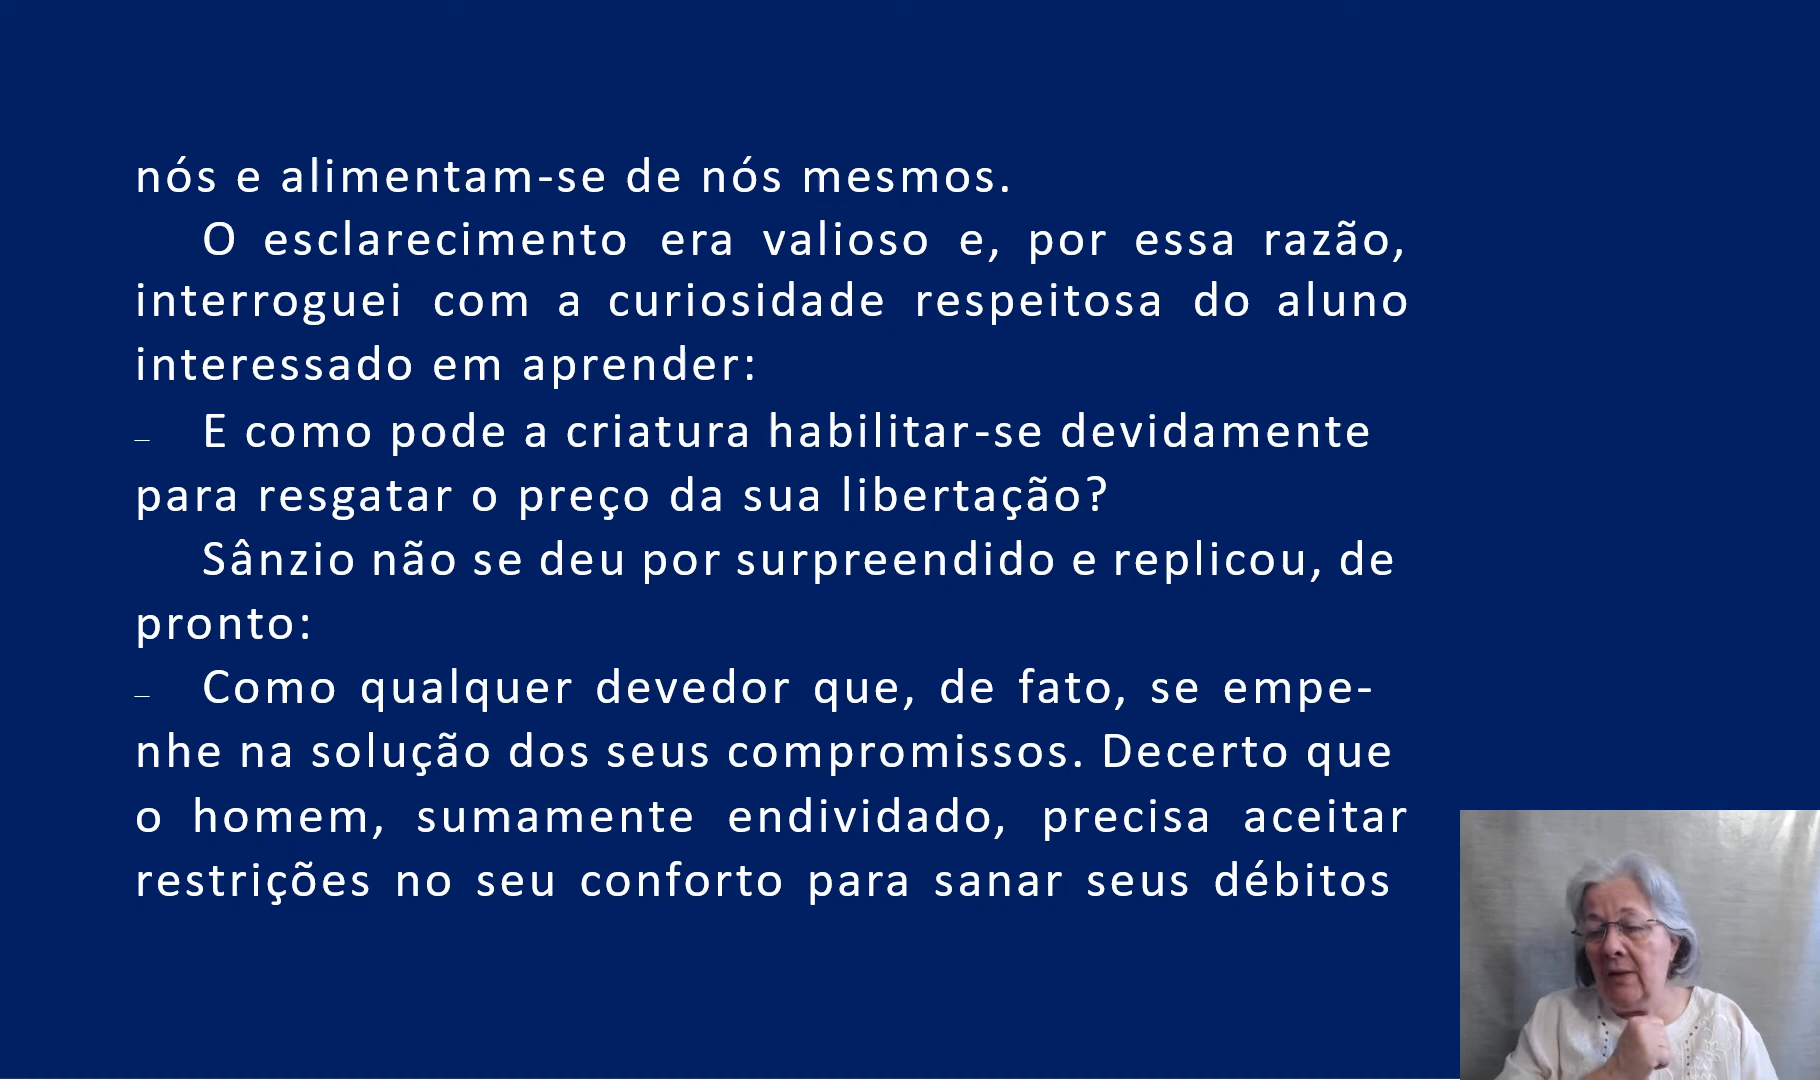 nós e alimentam-se de nós mesmos.
O esclarecimento era valioso e, por essa razão,
interroguei com a curiosidade respeitosa do aluno
interessado em aprender:
– E como pode a criatura habilitar-se devidamente
para resgatar o preço da sua libertação?
Sânzio não se deu por surpreendido e replicou, de
pronto:
– Como qualquer devedor que, de fato, se empe-
nhe na solução dos seus compromissos. Decerto que
o homem, sumamente endividado, precisa aceitar
restrições no seu conforto para sanar seus débitos